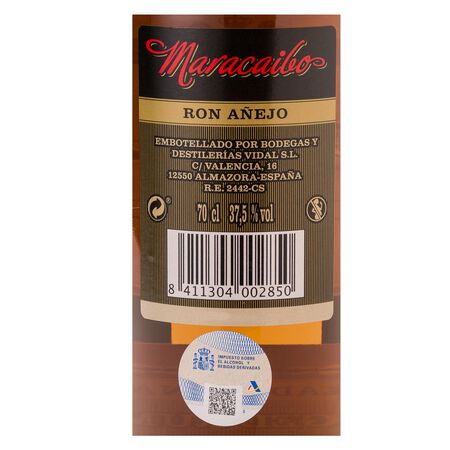 Maracaibo
RON AÑEJO
EMBOTELLADO POR BODEGAS Y
DESTILERÍAS VIDAL S.L.
C/ VALENCIA, 16
12550 ALMAZORA-ESPAÑA
R.E. 2442-CS
70 cl 37,5 % vol
8 411304 002850
IMPUESTO SOBRE
EL ALCOHOL Y
BEBIDAS DERIVADAS